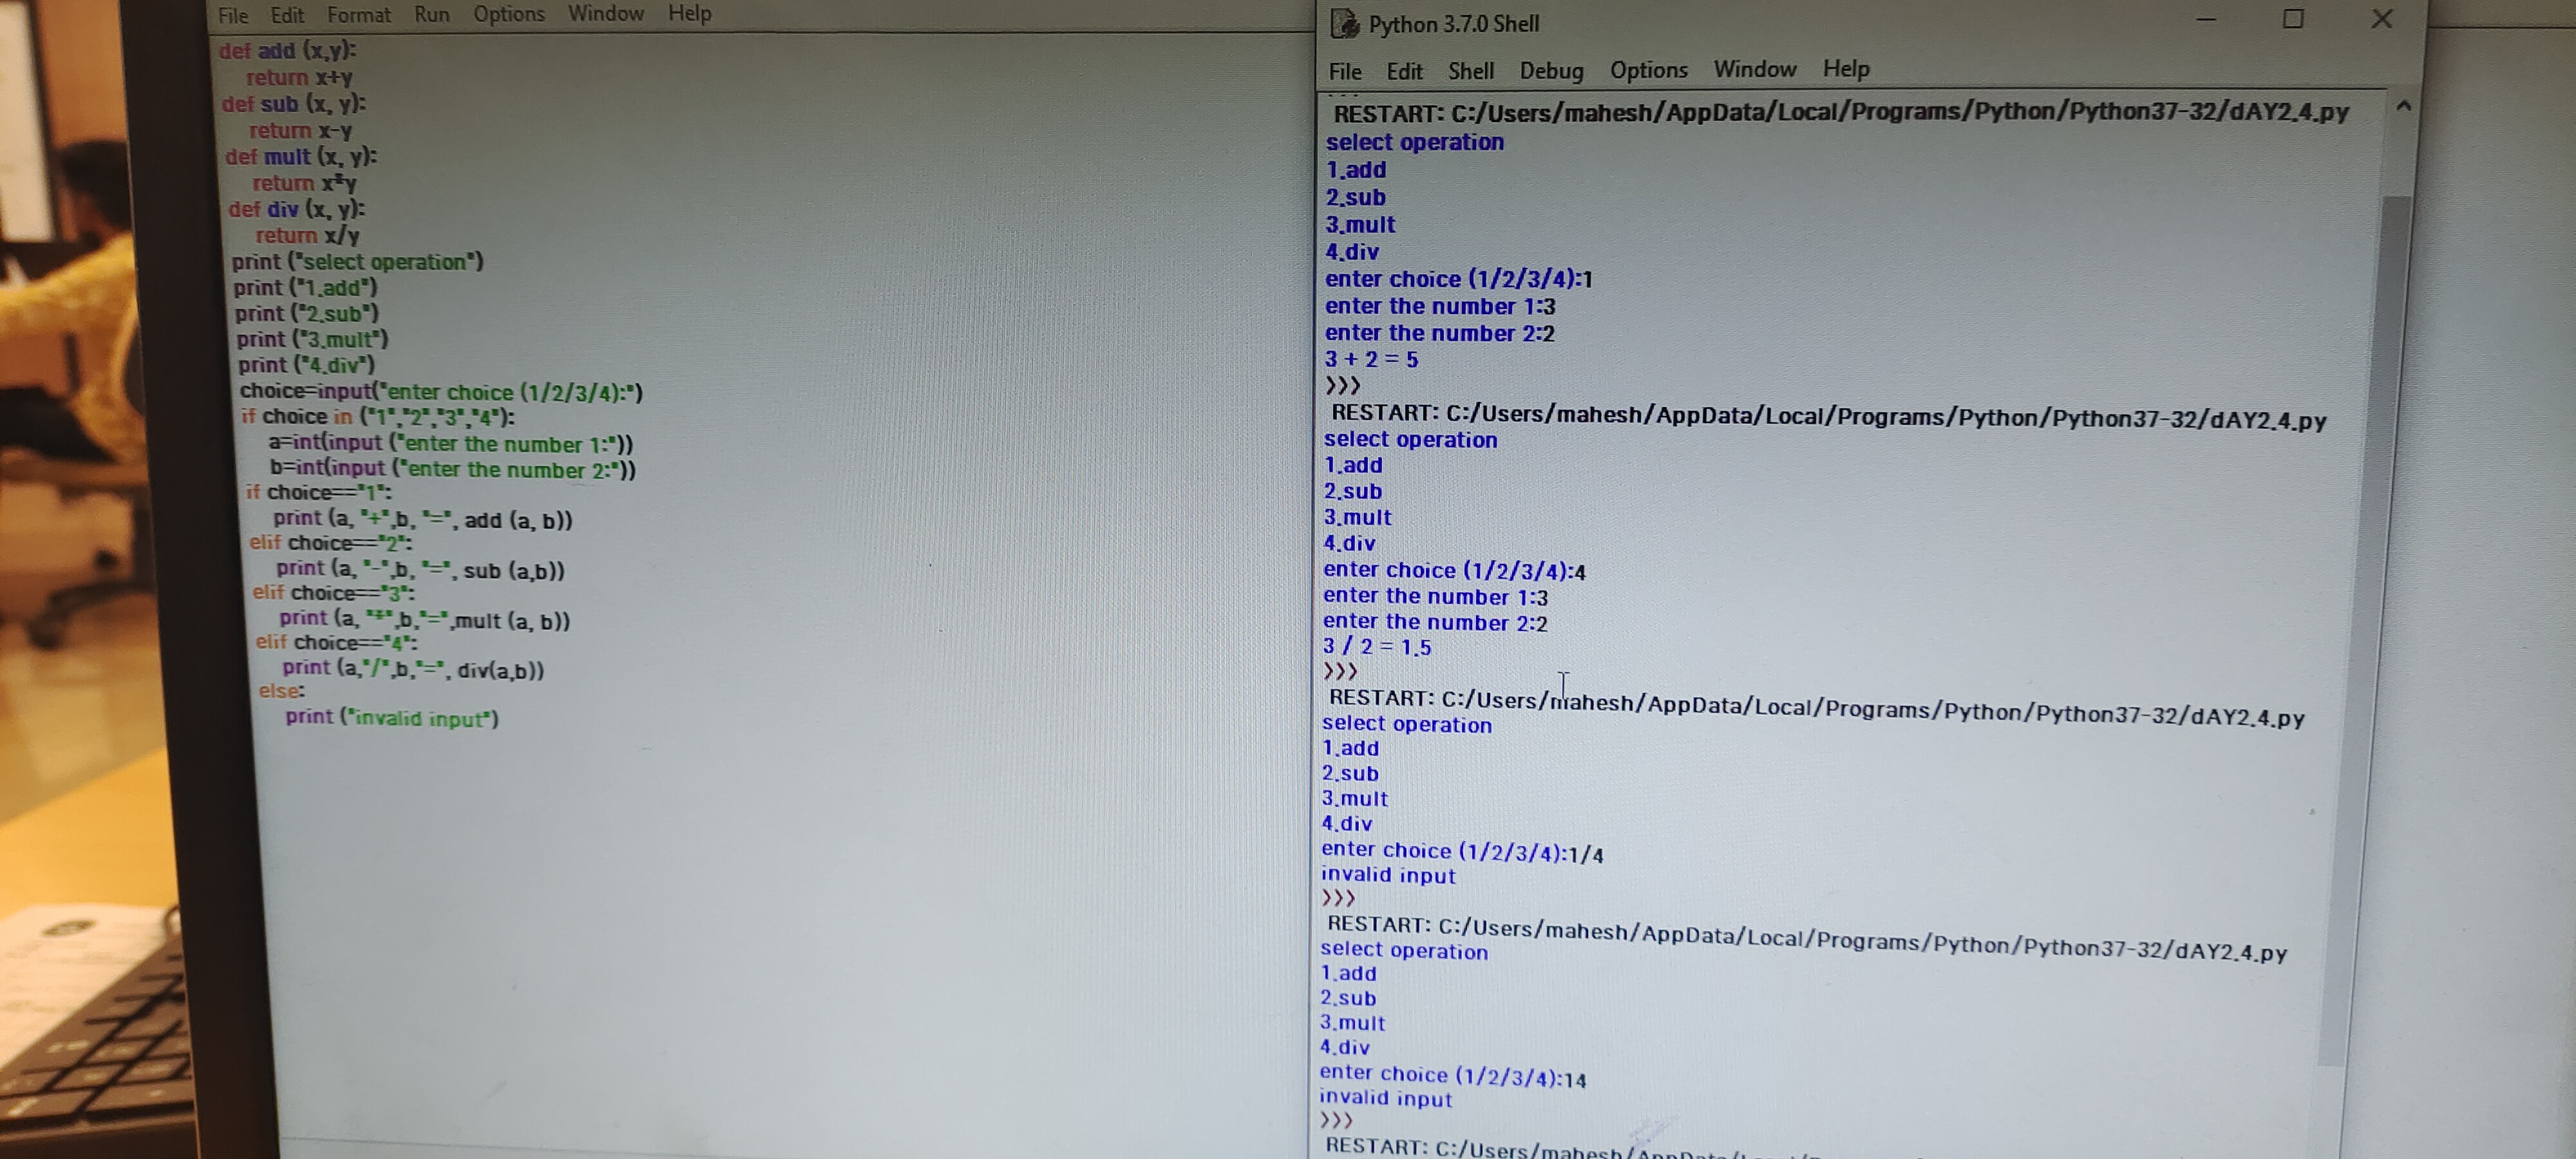 File Edit Format Run Options Window Help
def add (x,y):
return x+y
def sub (x, y):
return x-y
def mult (x, y):
return x*y
def div (x, y):
return x/y
print ("select operation")
print ("1.add")
print ("2.sub")
print ("3.mult")
print ("4.div")
choice=input("enter choice (1/2/3/4):")
if choice in ("1","2","3","4"):
a=int(input ("enter the number 1:"))
b=int(input ("enter the number 2:"))
if choice=="1":
print (a, "+",b, "=", add (a, b))
elif choice=="2":
print (a, "-",b, "=", sub (a,b))
elif choice=="3":
print (a, "*",b,"=",mult (a, b))
elif choice=="4":
print (a,"/",b,"=", div(a,b))
else:
print ("invalid input")
Python 3.7.0 Shell
File Edit Shell Debug Options Window Help
RESTART: C:/Users/mahesh/AppData/Local/Programs/Python/Python37-32/dAY2.4.py
select operation
1.add
2.sub
3.mult
4.div
enter choice (1/2/3/4):1
enter the number 1:3
enter the number 2:2
3 + 2 = 5
>>>
RESTART: C:/Users/mahesh/AppData/Local/Programs/Python/Python37-32/dAY2.4.py
select operation
1.add
2.sub
3.mult
4.div
enter choice (1/2/3/4):4
enter the number 1:3
enter the number 2:2
3 / 2 = 1.5
>>>
RESTART: C:/Users/mahesh/AppData/Local/Programs/Python/Python37-32/dAY2.4.py
select operation
1.add
2.sub
3.mult
4.div
enter choice (1/2/3/4):1/4
invalid input
>>>
RESTART: C:/Users/mahesh/AppData/Local/Programs/Python/Python37-32/dAY2.4.py
select operation
1.add
2.sub
3.mult
4.div
enter choice (1/2/3/4):14
invalid input
>>>
RESTART: C:/Users/mahesh/